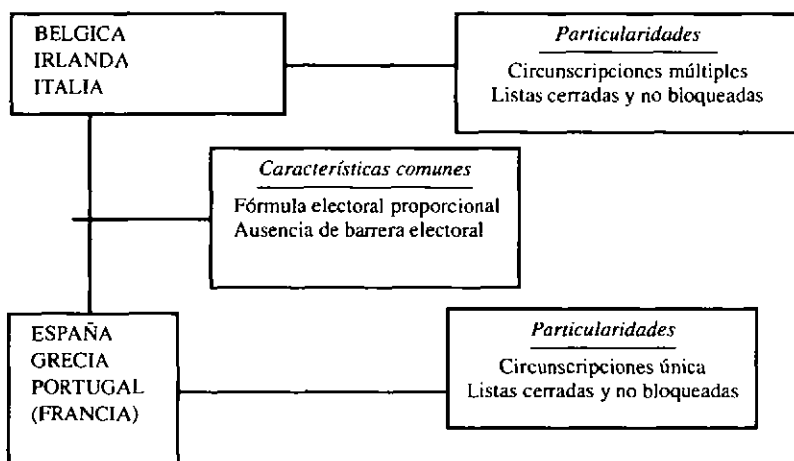 BELGICA
IRLANDA
ITALIA
Particularidades
Circunscripciones múltiples
Listas cerradas y no bloqueadas
Características comunes
Fórmula electoral proporcional
Ausencia de barrera electoral
ESPAÑA
GRECIA
PORTUGAL
(FRANCIA)
Particularidades
Circunscripciones única
Listas cerradas y no bloqueadas